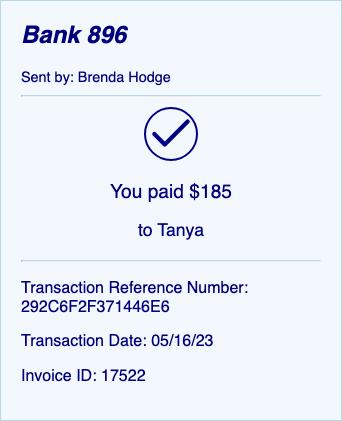 Bank 896
Sent by: Brenda Hodge
You paid $185
to Tanya
Transaction Reference Number:
292C6F2F371446E6
Transaction Date: 05/16/23
Invoice ID: 17522